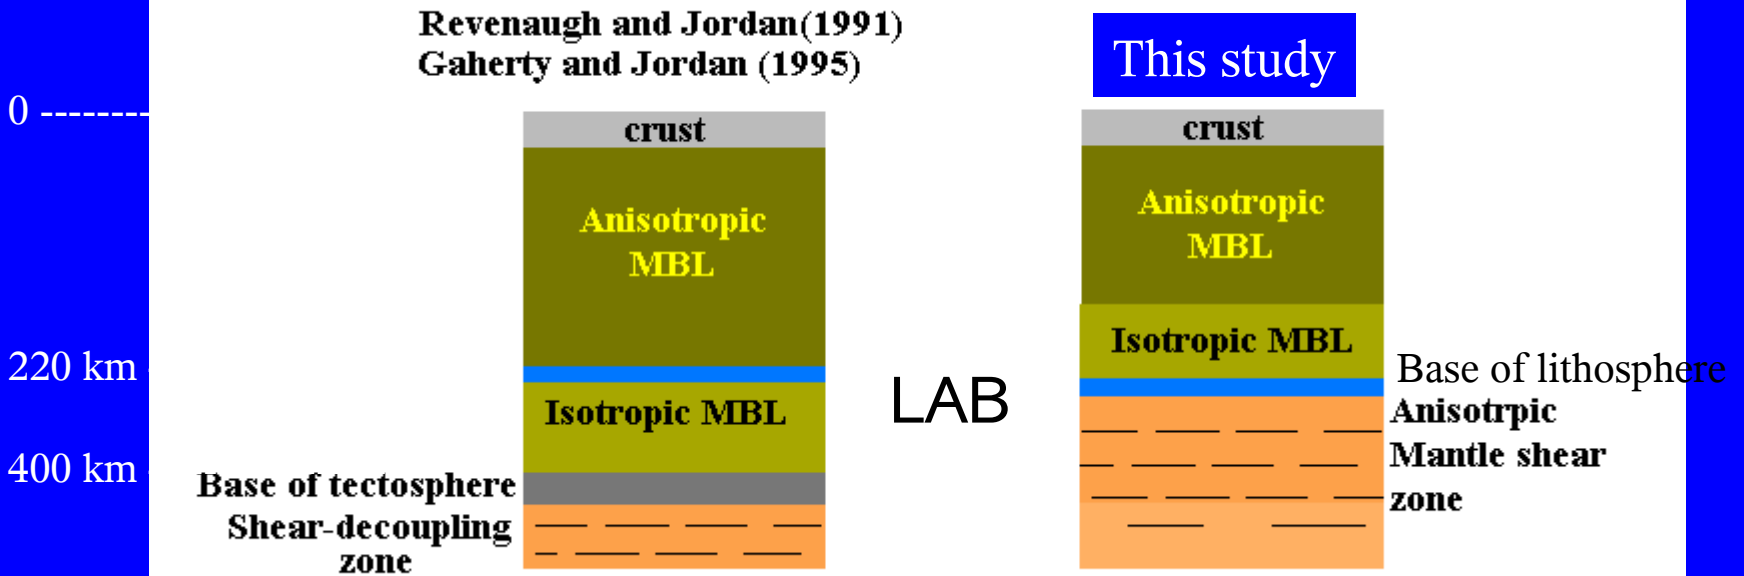 Revenaugh and Jordan(1991)
Gaherty and Jordan (1995)
This study
0 --------
crust
crust
Anisotropic
MBL
Anisotropic
MBL
Isotropic MBL
220 km
Base of lithosphere
LAB
Isotropic MBL
Anisotrpic
Mantle shear
zone
400 km
Base of tectosphere
Shear-decoupling
zone